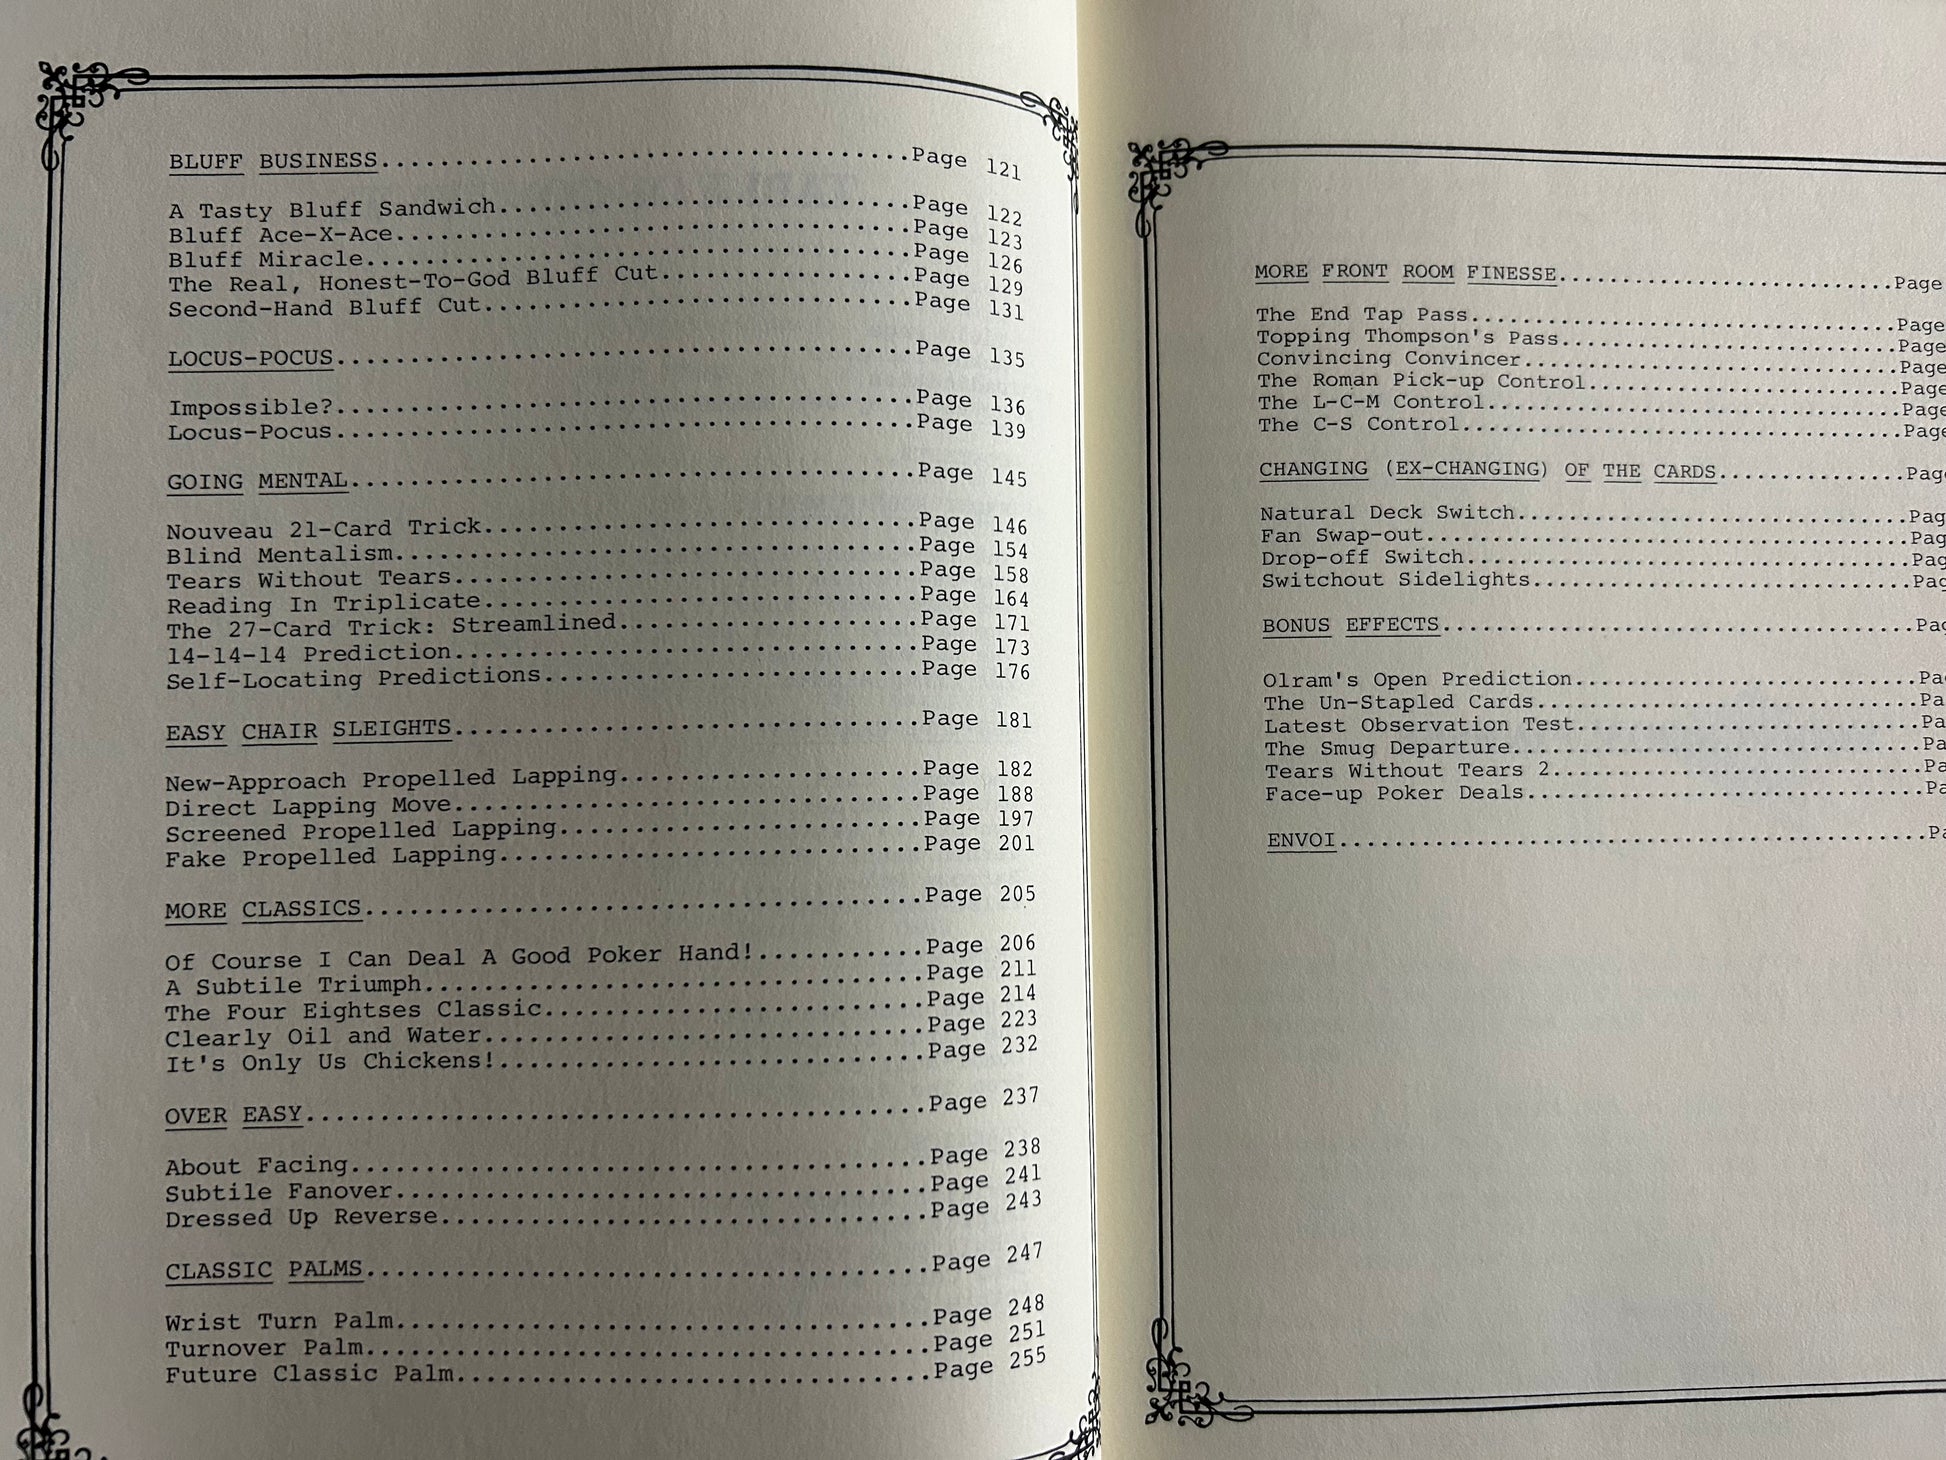 BLUFF BUSINESS...................................Page 121
A Tasty Bluff Sandwich...........................Page 122
Bluff Ace-X-Ace..................................Page 123
Bluff Miracle....................................Page 126
The Real, Honest-To-God Bluff Cut................Page 129
Second-Hand Bluff Cut............................Page 131
LOCUS-POCUS......................................Page 135
Impossible?......................................Page 136
Locus-Pocus......................................Page 139
GOING MENTAL.....................................Page 145
Nouveau 21-Card Trick............................Page 146
Blind Mentalism..................................Page 154
Tears Without Tears..............................Page 158
Reading In Triplicate............................Page 164
The 27-Card Trick: Streamlined...................Page 171
14-14-14 Prediction..............................Page 173
Self-Locating Predictions........................Page 176
EASY CHAIR SLEIGHTS..............................Page 181
New-Approach Propelled Lapping...................Page 182
Direct Lapping Move..............................Page 188
Screened Propelled Lapping.......................Page 197
Fake Propelled Lapping...........................Page 201
MORE CLASSICS....................................Page 205
Of Course I Can Deal A Good Poker Hand!..........Page 206
A Subtile Triumph................................Page 211
The Four Eightses Classic........................Page 214
Clearly Oil and Water............................Page 223
It's Only Us Chickens!...........................Page 232
OVER EASY........................................Page 237
About Facing.....................................Page 238
Subtile Fanover..................................Page 241
Dressed Up Reverse...............................Page 243
CLASSIC PALMS....................................Page 247
Wrist Turn Palm..................................Page 248
Turnover Palm....................................Page 251
Future Classic Palm..............................Page 255
MORE FRONT ROOM FINESSE..........................Page
The End Tap Pass.................................Page
Topping Thompson's Pass..........................Page
Convincing Convincer.............................Page
The Roman Pick-up Control........................Page
The L-C-M Control................................Page
The C-S Control..................................Page
CHANGING (EX-CHANGING) OF THE CARDS..............Page
Natural Deck Switch..............................Pag
Fan Swap-out.....................................Pag
Drop-off Switch..................................Pag
Switchout Sidelights.............................Pag
BONUS EFFECTS....................................Pag
Olram's Open Prediction..........................Pa
The Un-Stapled Cards.............................Pa
Latest Observation Test..........................Pa
The Smug Departure...............................Pa
Tears Without Tears 2............................Pa
Face-up Poker Deals..............................Pa
ENVOI............................................Pa